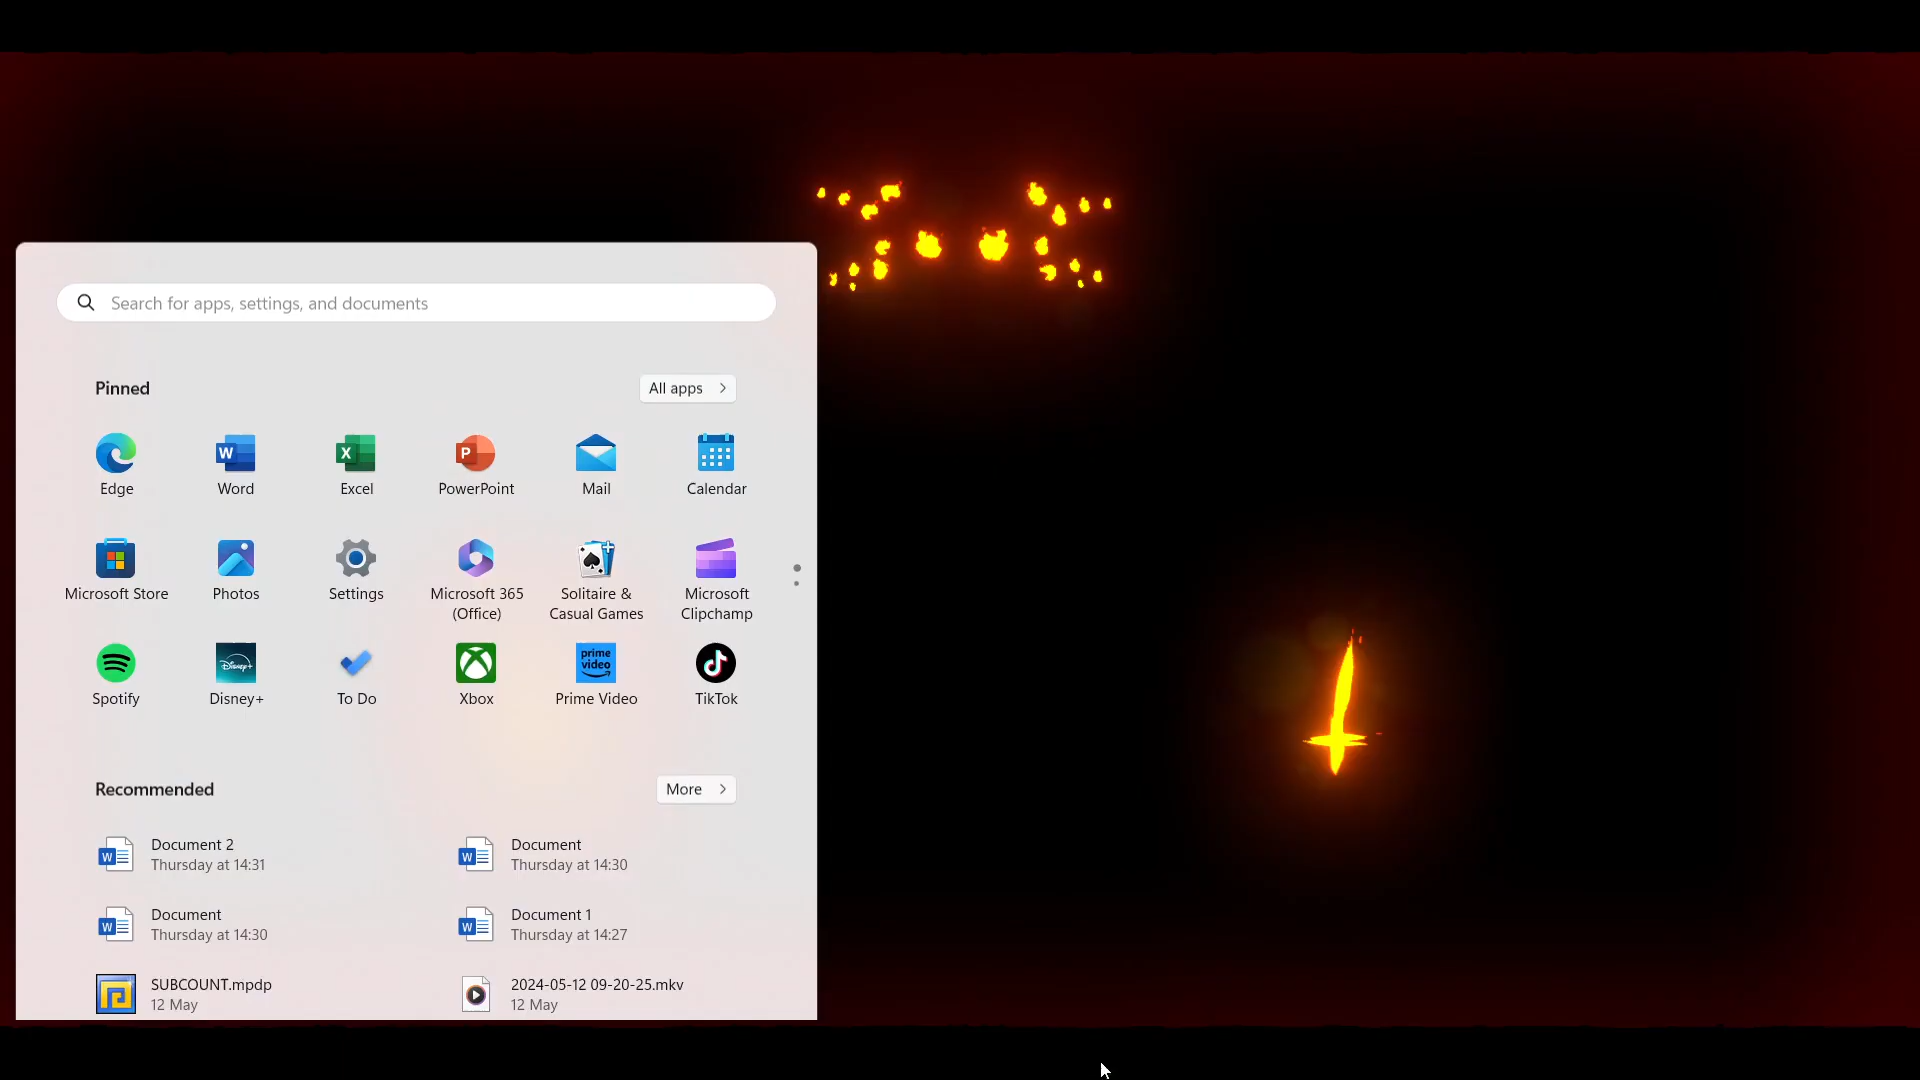 Search for apps, settings, and documents
Pinned
All apps
Edge
Word
Excel
PowerPoint
Mail
Calendar
Microsoft Store
Photos
Settings
Microsoft 365
(Office)
Solitaire &
Casual Games
Microsoft
Clipchamp
Disney+
prime
video
Spotify
Disney+
To Do
Xbox
Prime Video
TikTok
Recommended
More
Document 2
Thursday at 14:31
Document
Thursday at 14:30
Document
Thursday at 14:30
Document 1
Thursday at 14:27
SUBCOUNT.mpdp
12 May
2024-05-12 09-20-25.mkv
12 May